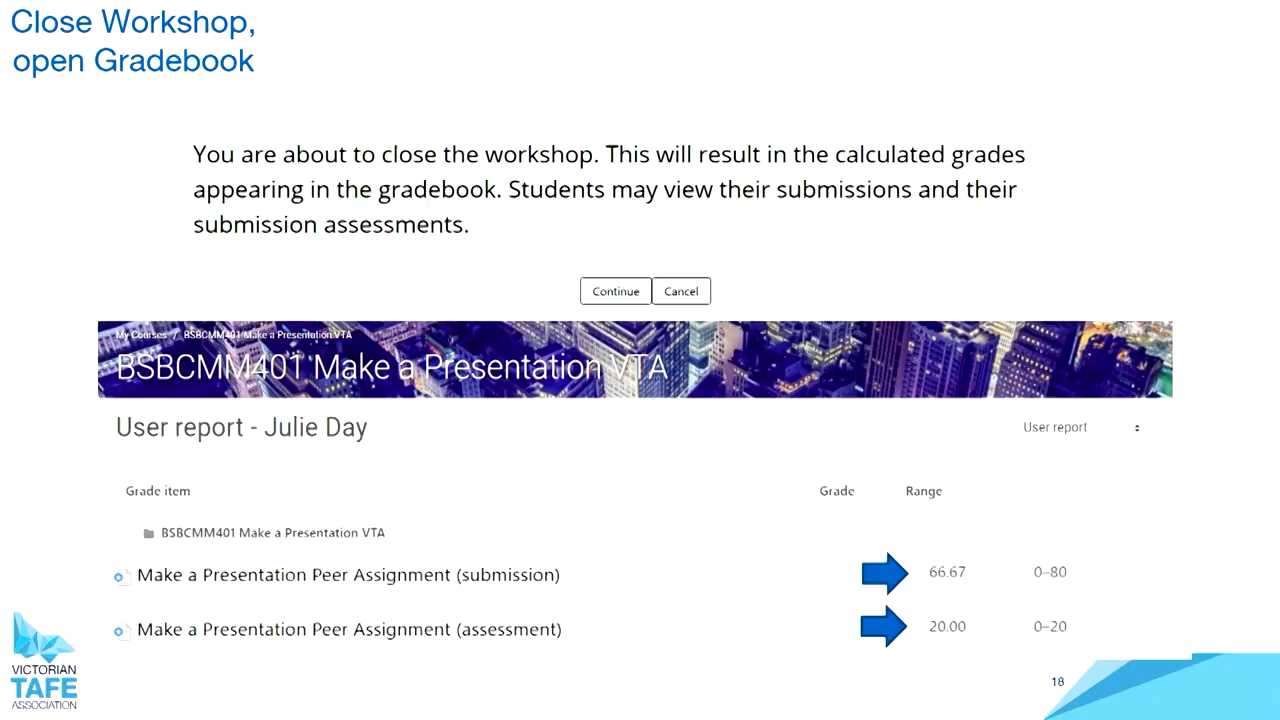 Close Workshop,
open Gradebook
You are about to close the workshop. This will result in the calculated grades
appearing in the gradebook. Students may view their submissions and their
submission assessments.
Continue Cancel
My Courses / BSBCMM401 Make a Presentation VTA
BSBCMM401 Make a Presentation VTA
User report - Julie Day User report
Grade item Grade Range
BSBCMM401 Make a Presentation VTA
Make a Presentation Peer Assignment (submission) 66.67 0–80
Make a Presentation Peer Assignment (assessment) 20.00 0–20
VICTORIAN
TAFE
ASSOCIATION
18